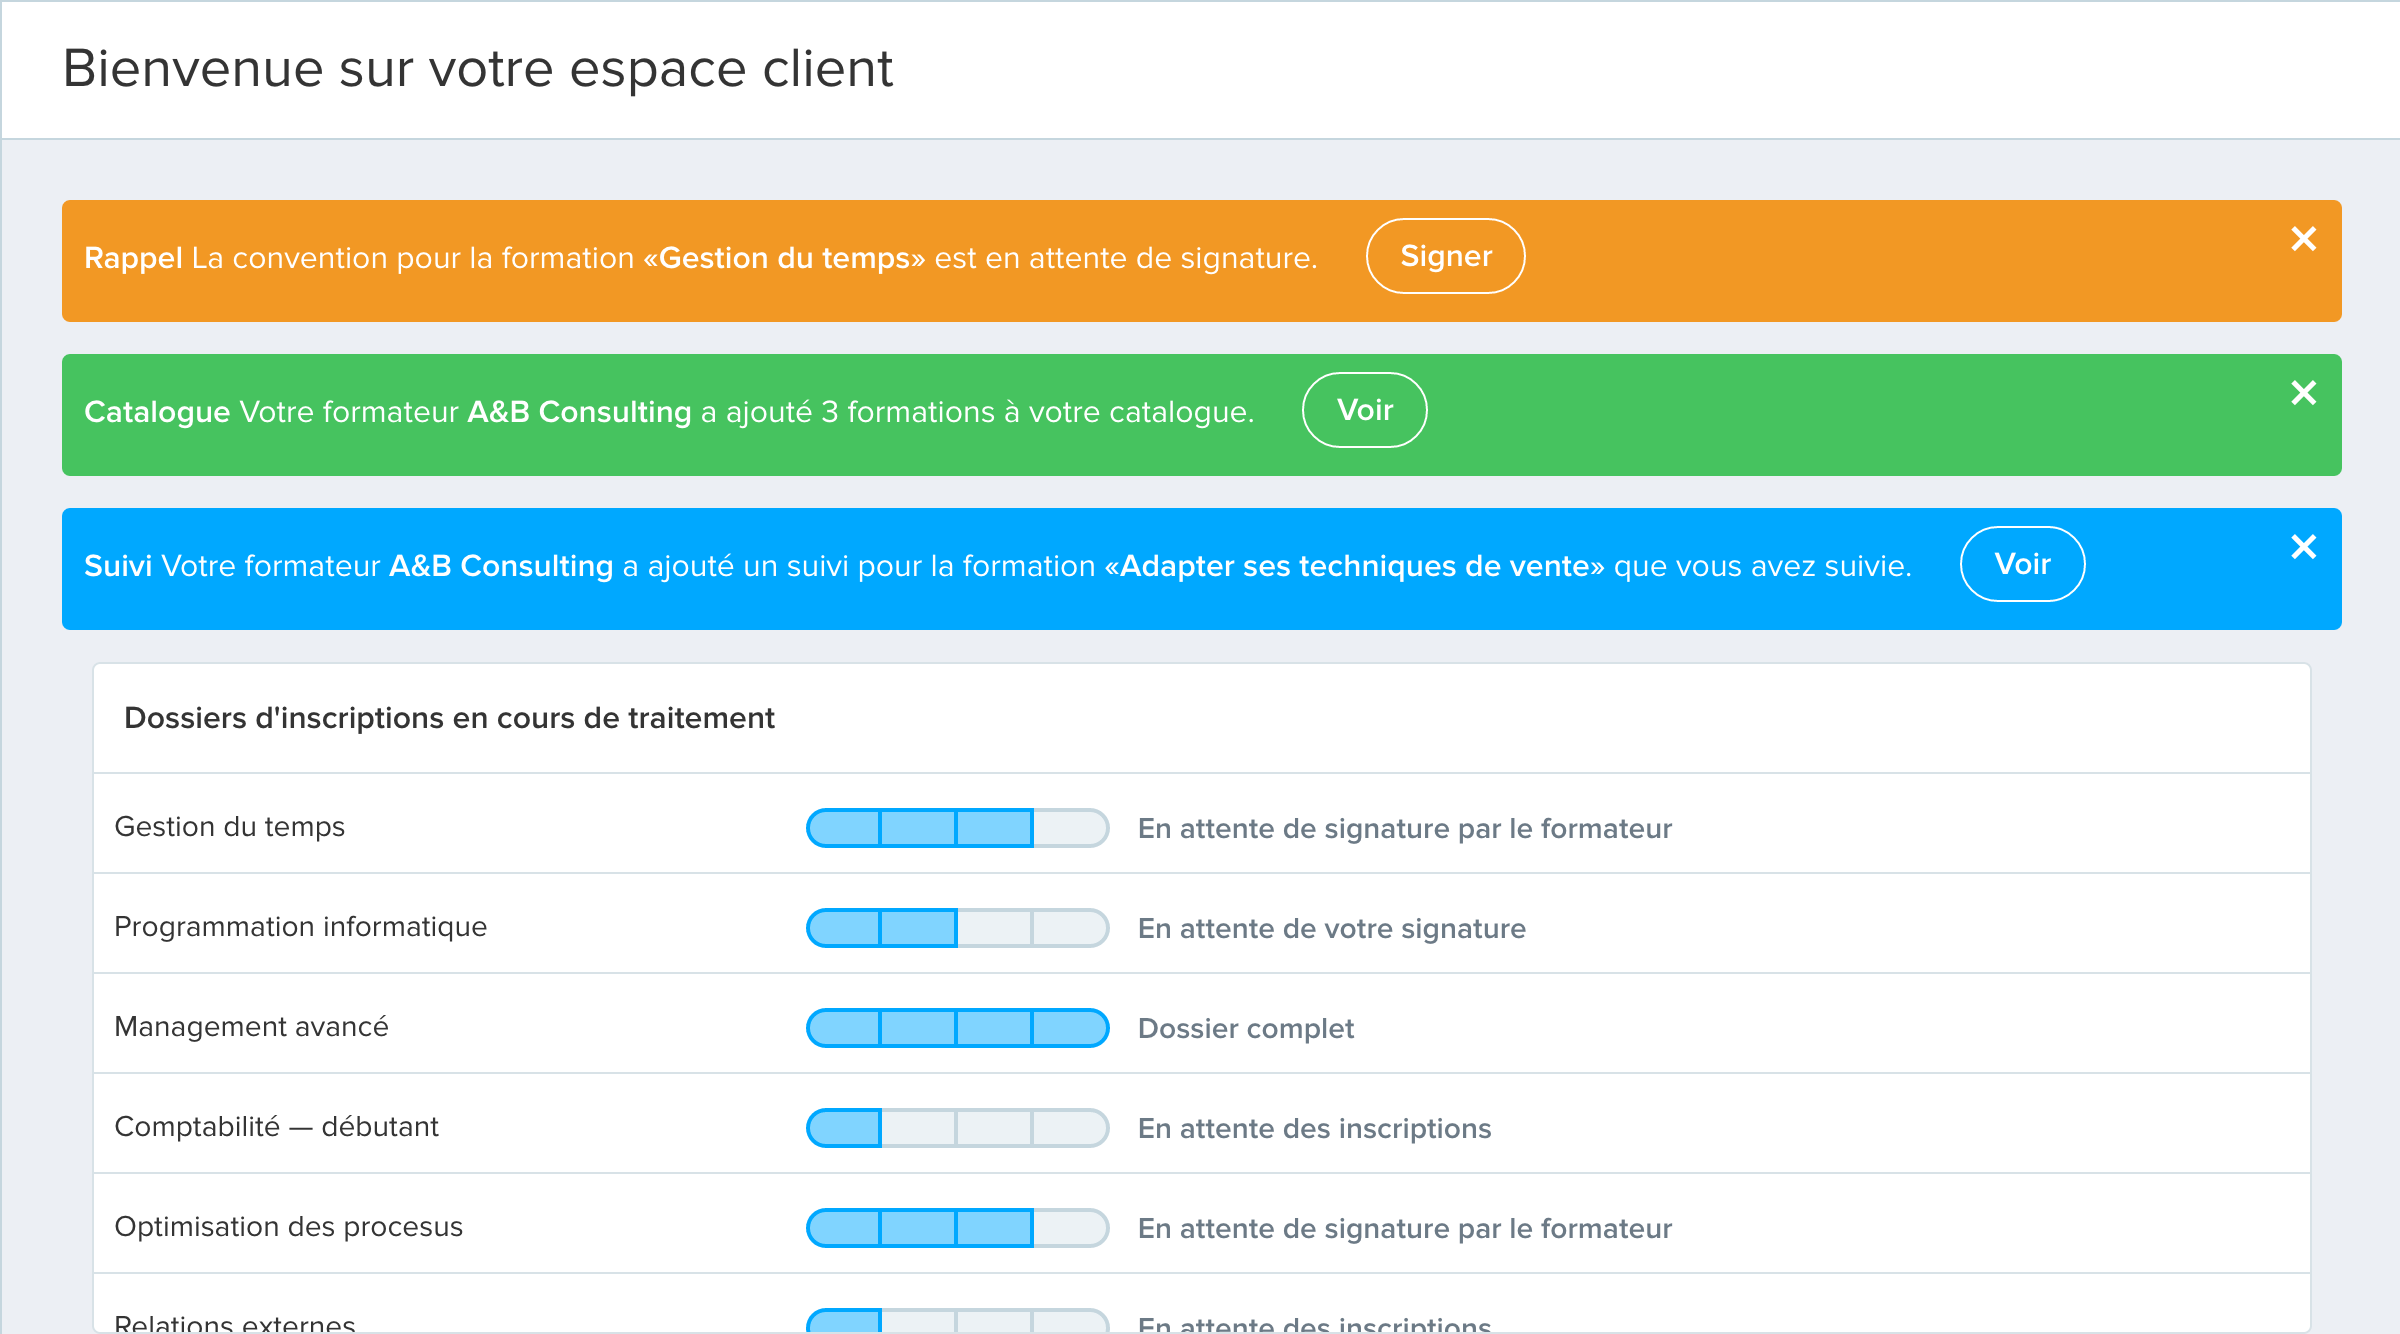 Bienvenue sur votre espace client
Rappel La convention pour la formation «Gestion du temps» est en attente de signature. Signer
Catalogue Votre formateur A&B Consulting a ajouté 3 formations à votre catalogue. Voir
Suivi Votre formateur A&B Consulting a ajouté un suivi pour la formation «Adapter ses techniques de vente» que vous avez suivie. Voir
Dossiers d'inscriptions en cours de traitement
Gestion du temps En attente de signature par le formateur
Programmation informatique En attente de votre signature
Management avancé Dossier complet
Comptabilité — débutant En attente des inscriptions
Optimisation des procesus En attente de signature par le formateur
Relations externes En attente des inscriptions